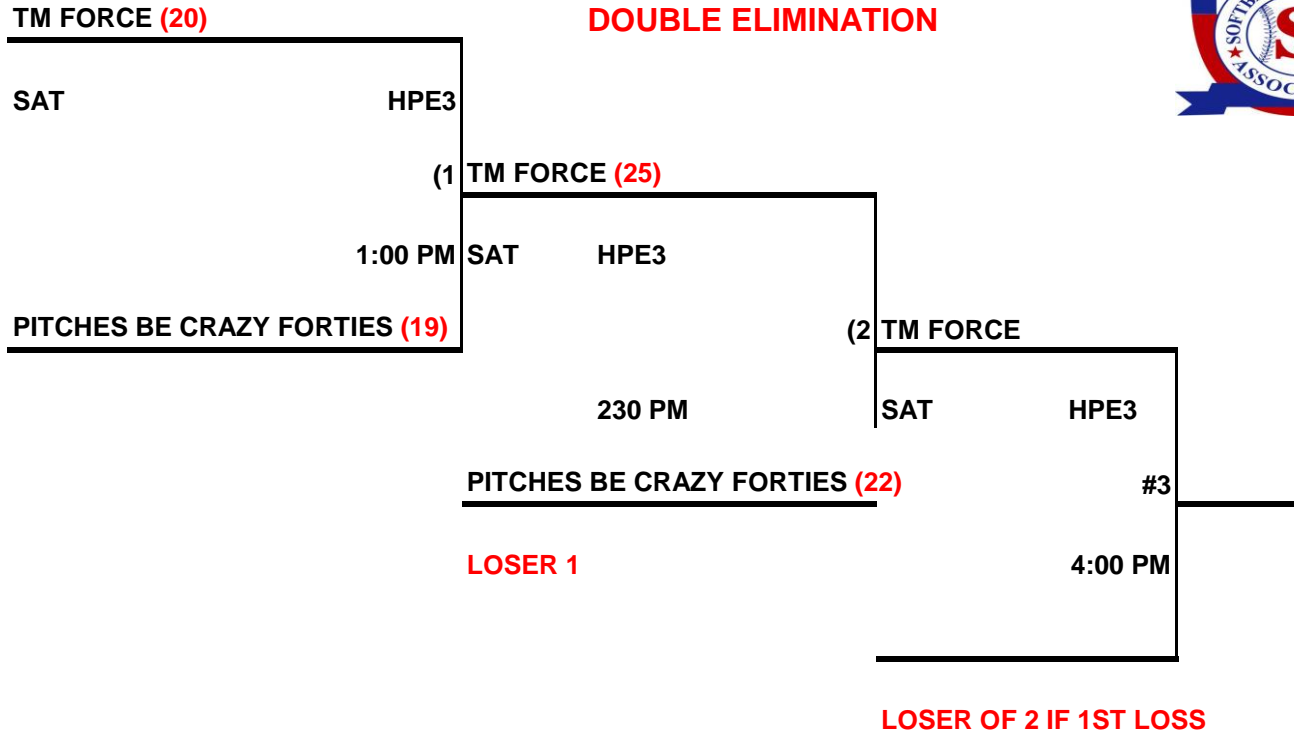 TM FORCE (20)
DOUBLE ELIMINATION
SAT HPE3
(1 TM FORCE (25)
1:00 PM SAT HPE3
PITCHES BE CRAZY FORTIES (19)
(2 TM FORCE
230 PM SAT HPE3
PITCHES BE CRAZY FORTIES (22) #3
LOSER 1 4:00 PM
LOSER OF 2 IF 1ST LOSS